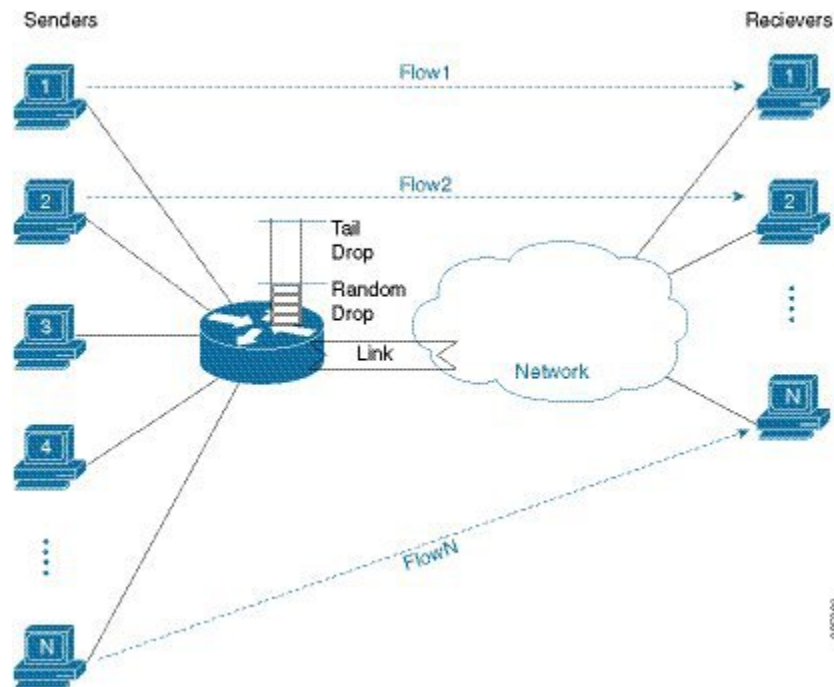 Senders
Recievers
1
Flow1
1
2
Flow2
2
Tail
Drop
3
Random
Drop
Link
Network
4
N
FlowN
N